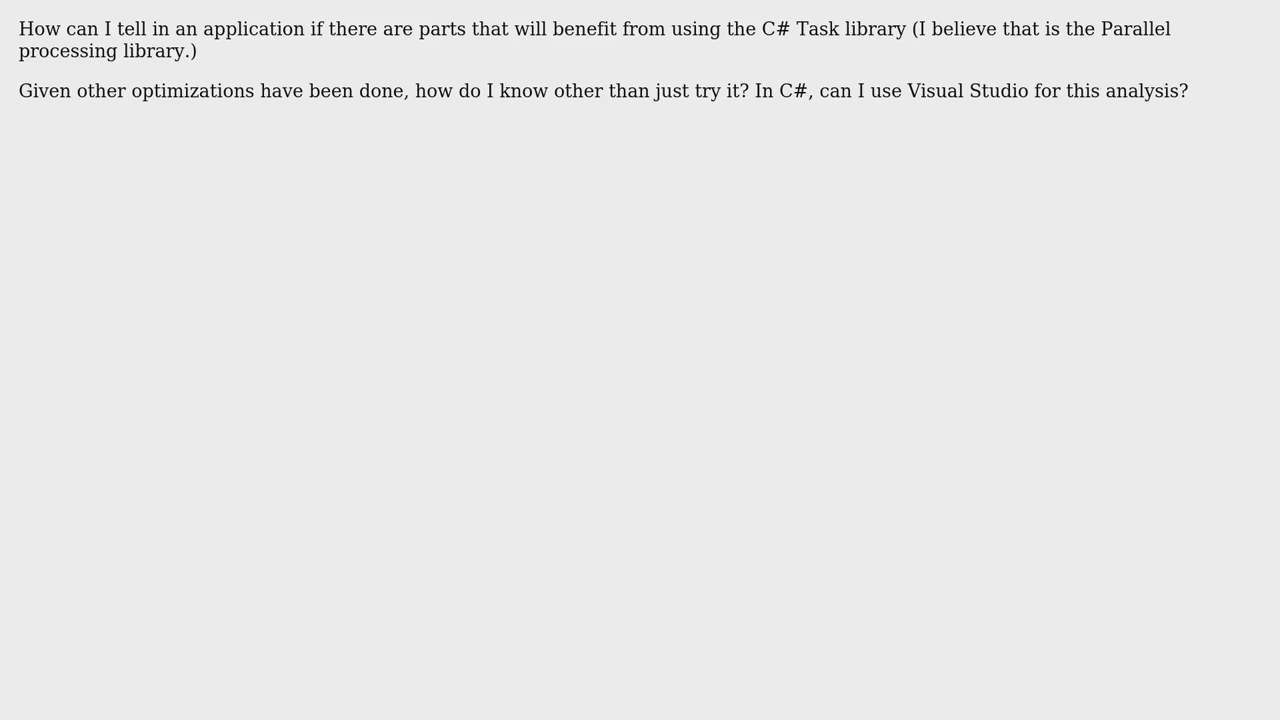 How can I tell in an application if there are parts that will benefit from using the C# Task library (I believe that is the Parallel
processing library.)
Given other optimizations have been done, how do I know other than just try it? In C#, can I use Visual Studio for this analysis?